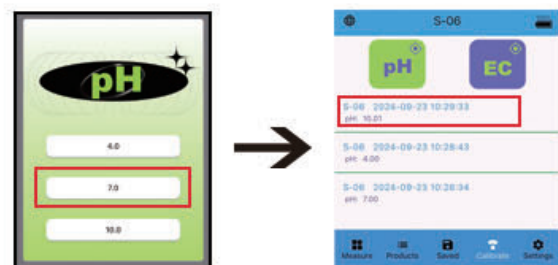 pH
4.0
7.0
10.0
S-06
pH
EC
S-06 2024-09-23 10:29:33
pH: 10.01
S-06 2024-09-23 10:28:43
pH: 4.00
S-06 2024-09-23 10:28:34
pH: 7.00
Measure Products Saved Calibrate Settings